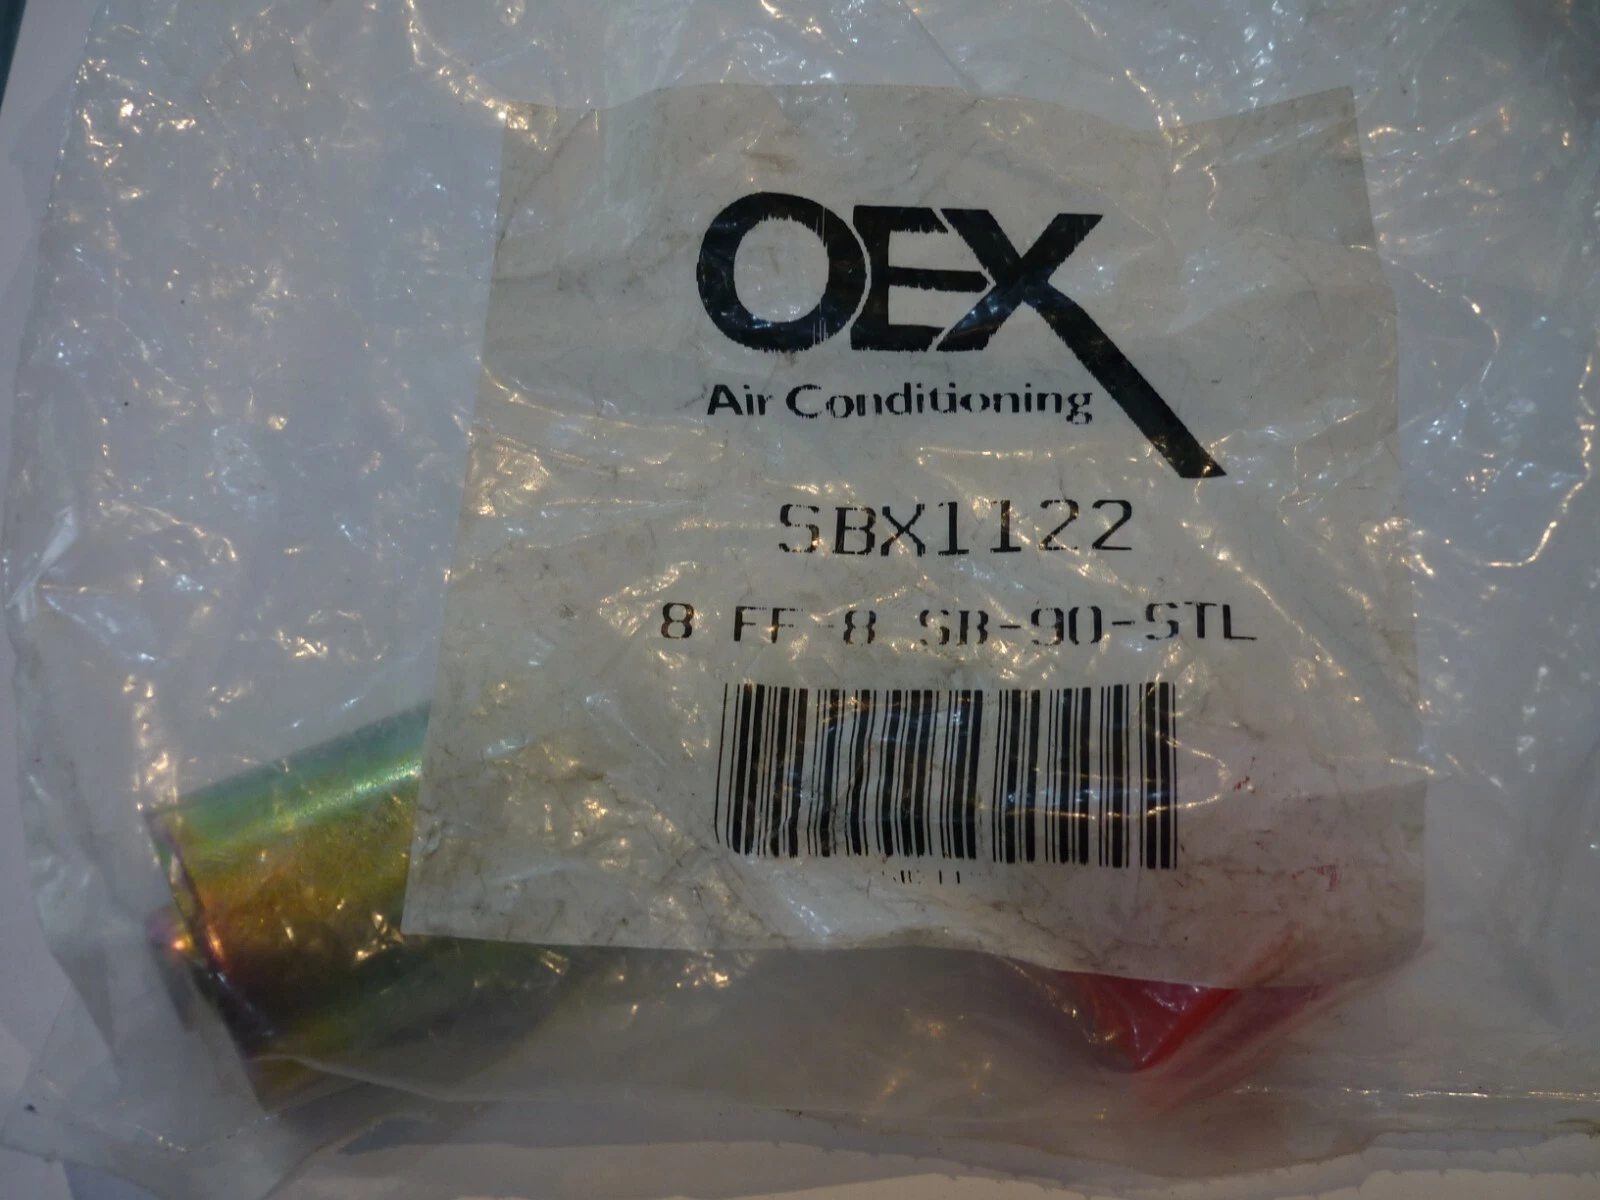 OEX
Air Conditioning
SBX1122
8 FF-8 SB-90-STL